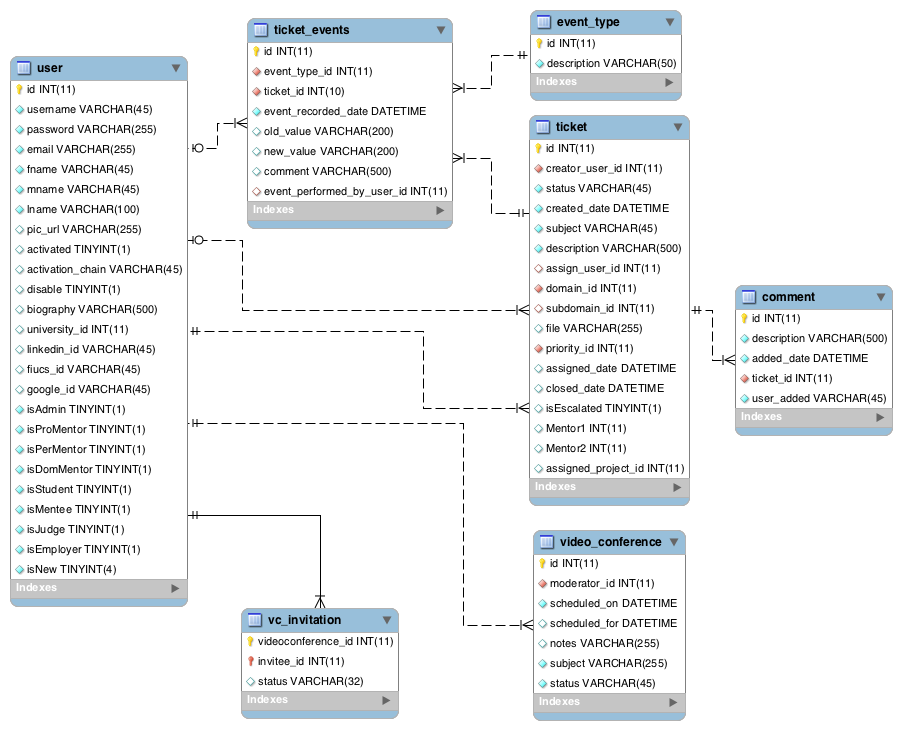 user
id INT(11)
username VARCHAR(45)
password VARCHAR(255)
email VARCHAR(255)
fname VARCHAR(45)
mname VARCHAR(45)
lname VARCHAR(100)
pic_url VARCHAR(255)
activated TINYINT(1)
activation_chain VARCHAR(45)
disable TINYINT(1)
biography VARCHAR(500)
university_id INT(11)
linkedin_id VARCHAR(45)
fiucs_id VARCHAR(45)
google_id VARCHAR(45)
isAdmin TINYINT(1)
isProMentor TINYINT(1)
isPerMentor TINYINT(1)
isDomMentor TINYINT(1)
isStudent TINYINT(1)
isMentee TINYINT(1)
isJudge TINYINT(1)
isEmployer TINYINT(1)
isNew TINYINT(4)
Indexes
ticket_events
id INT(11)
event_type_id INT(11)
ticket_id INT(10)
event_recorded_date DATETIME
old_value VARCHAR(200)
new_value VARCHAR(200)
comment VARCHAR(500)
event_performed_by_user_id INT(11)
Indexes
event_type
id INT(11)
description VARCHAR(50)
Indexes
ticket
id INT(11)
creator_user_id INT(11)
status VARCHAR(45)
created_date DATETIME
subject VARCHAR(45)
description VARCHAR(500)
assign_user_id INT(11)
domain_id INT(11)
subdomain_id INT(11)
file VARCHAR(255)
priority_id INT(11)
assigned_date DATETIME
closed_date DATETIME
isEscalated TINYINT(1)
Mentor1 INT(11)
Mentor2 INT(11)
assigned_project_id INT(11)
Indexes
comment
id INT(11)
description VARCHAR(500)
added_date DATETIME
ticket_id INT(11)
user_added VARCHAR(45)
Indexes
vc_invitation
videoconference_id INT(11)
invitee_id INT(11)
status VARCHAR(32)
Indexes
video_conference
id INT(11)
moderator_id INT(11)
scheduled_on DATETIME
scheduled_for DATETIME
notes VARCHAR(255)
subject VARCHAR(255)
status VARCHAR(45)
Indexes